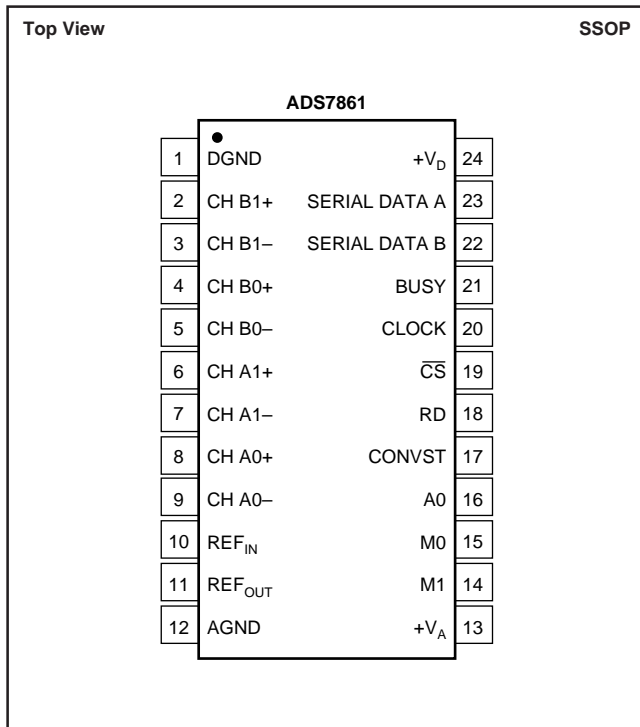 Top View SSOP
ADS7861
1 DGND +VD 24
2 CH B1+ SERIAL DATA A 23
3 CH B1– SERIAL DATA B 22
4 CH B0+ BUSY 21
5 CH B0– CLOCK 20
6 CH A1+ C̅S̅ 19
7 CH A1– RD 18
8 CH A0+ CONVST 17
9 CH A0– A0 16
10 REFIN M0 15
11 REFOUT M1 14
12 AGND +VA 13